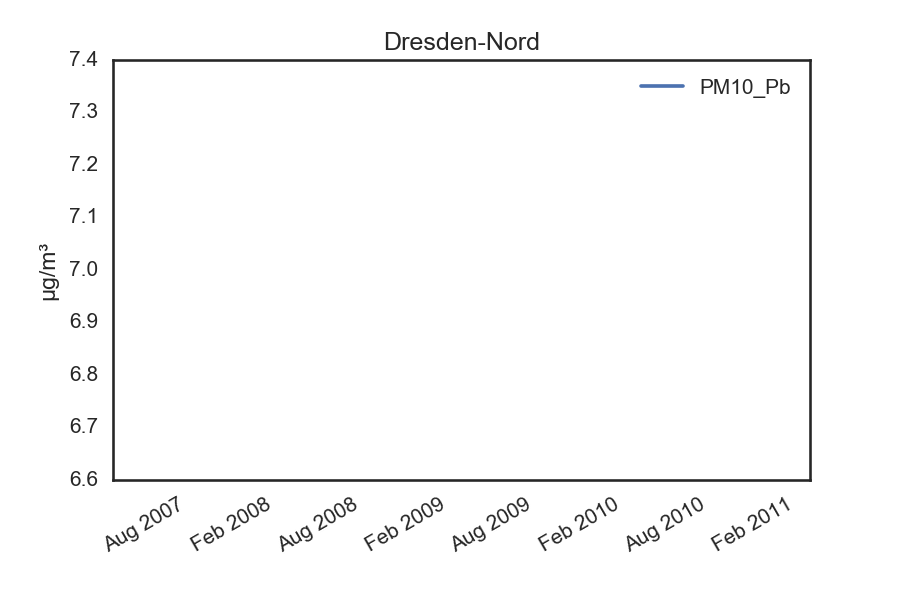 Dresden-Nord
PM10_Pb
µg/m³
7.4
7.3
7.2
7.1
7.0
6.9
6.8
6.7
6.6
Aug 2007
Feb 2008
Aug 2008
Feb 2009
Aug 2009
Feb 2010
Aug 2010
Feb 2011